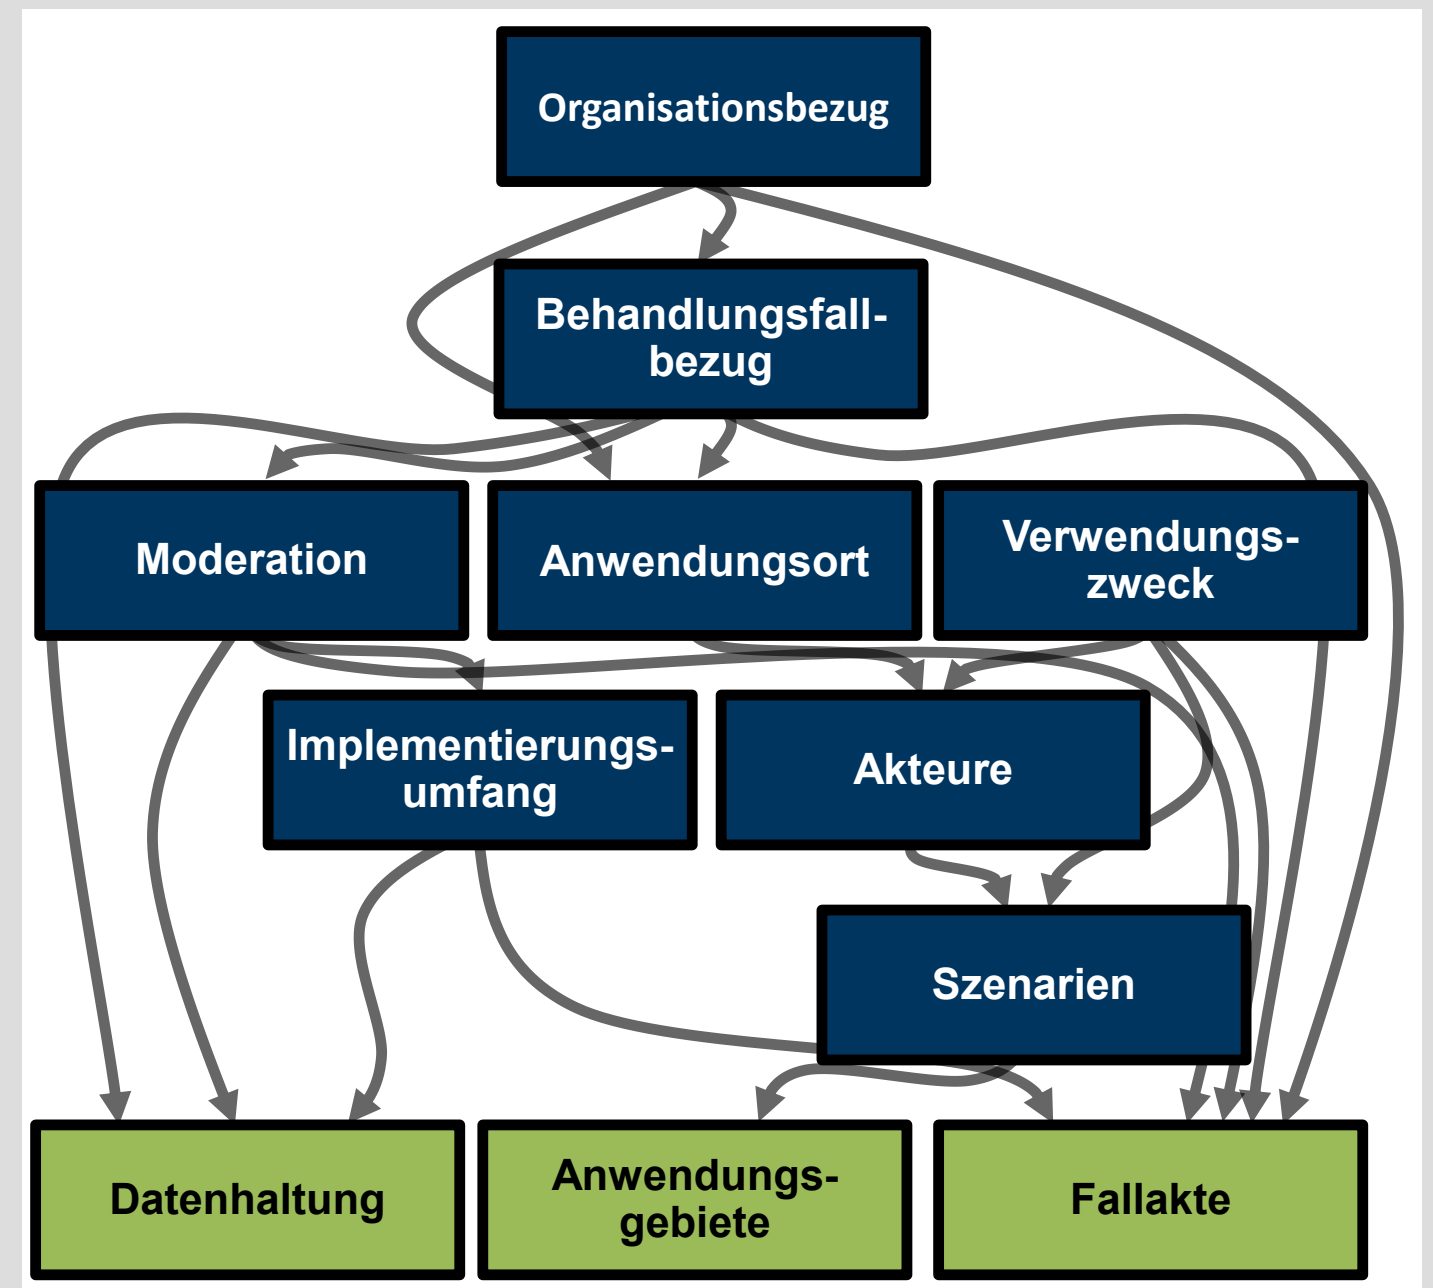 Organisationsbezug
Behandlungsfall-
bezug
Moderation
Anwendungsort
Verwendungs-
zweck
Implementierungs-
umfang
Akteure
Szenarien
Datenhaltung
Anwendungs-
gebiete
Fallakte